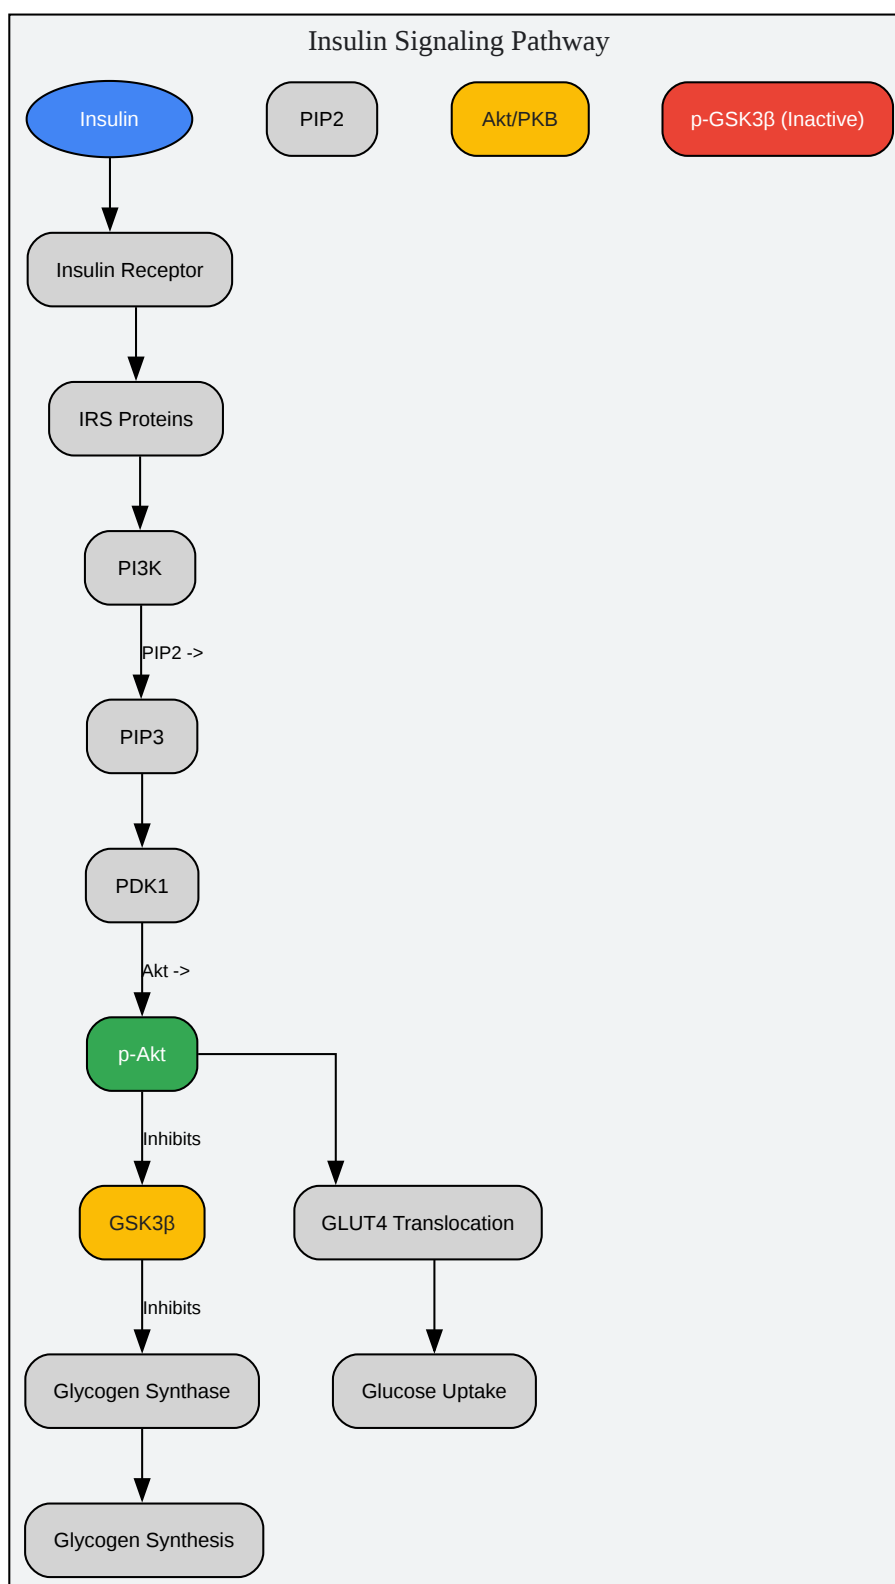 Insulin Signaling Pathway
Insulin
PIP2
Akt/PKB
p-GSK3β (Inactive)
Insulin Receptor
IRS Proteins
PI3K
PIP2 ->
PIP3
PDK1
Akt ->
p-Akt
Inhibits
GSK3β
GLUT4 Translocation
Inhibits
Glycogen Synthase
Glucose Uptake
Glycogen Synthesis